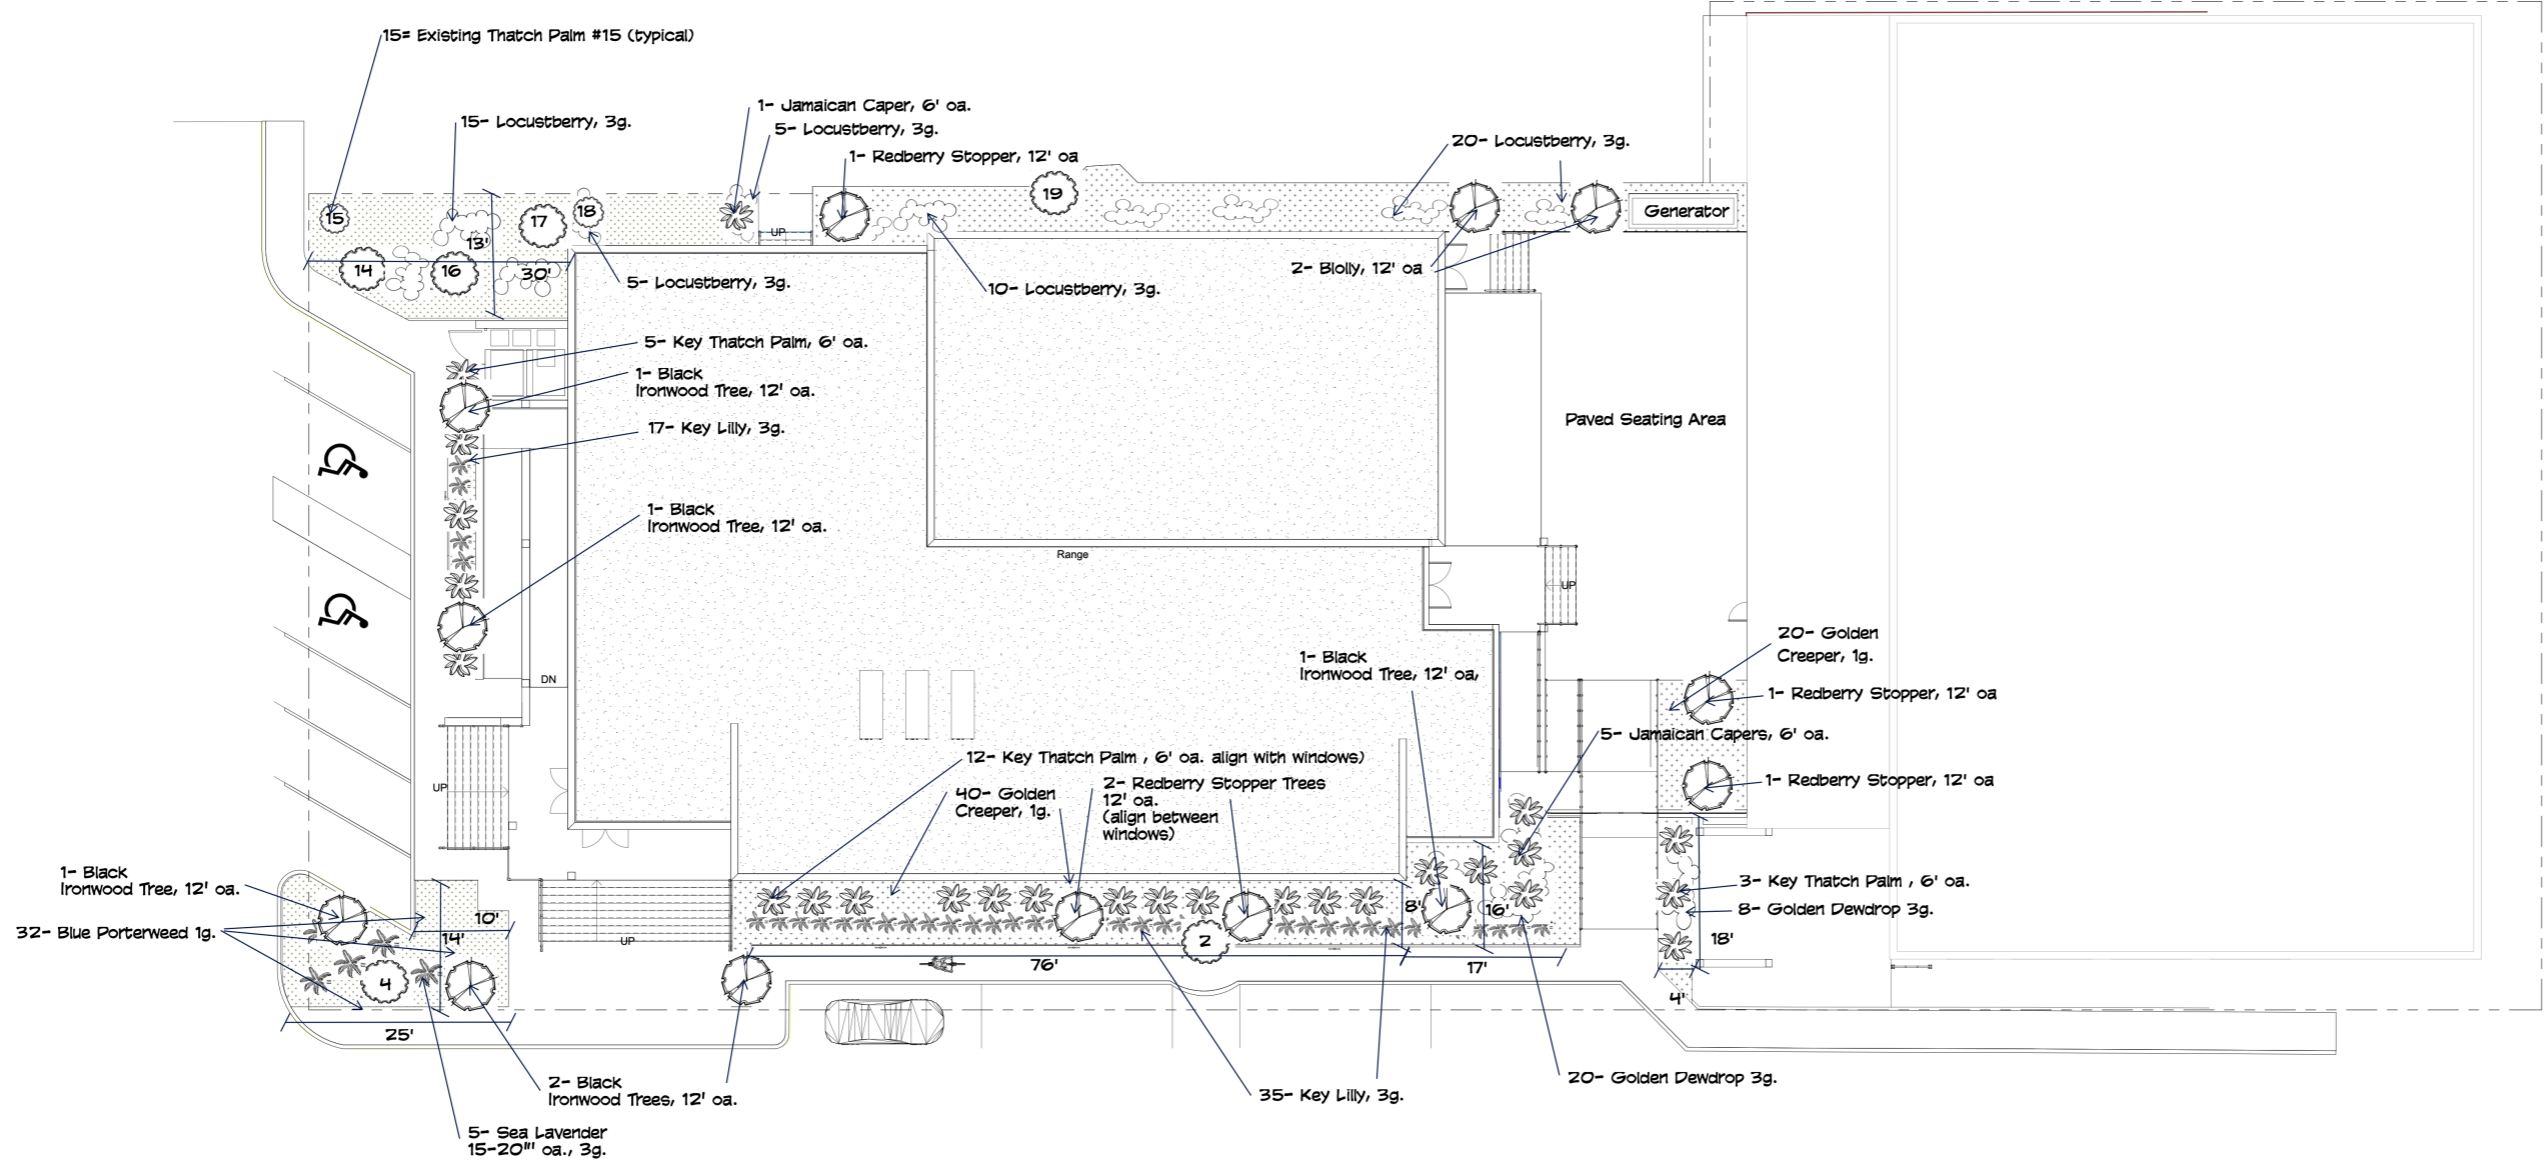 15= Existing Thatch Palm #15 (typical)
1- Jamaican Caper, 6' oa.
15- Locustberry, 3g.
5- Locustberry, 3g.
1- Redberry Stopper, 12' oa
20- Locustberry, 3g.
15
17
18
19
Generator
UP
13'
14
16
30'
5- Locustberry, 3g.
10- Locustberry, 3g.
2- Blolly, 12' oa
5- Key Thatch Palm, 6' oa.
1- Black
Ironwood Tree, 12' oa.
17- Key Lilly, 3g.
Paved Seating Area
1- Black
Ironwood Tree, 12' oa.
Range
UP
20- Golden
Creeper, 1g.
1- Black
Ironwood Tree, 12' oa,
DN
1- Redberry Stopper, 12' oa
5- Jamaican Capers, 6' oa.
12- Key Thatch Palm , 6' oa. align with windows)
1- Redberry Stopper, 12' oa
UP
40- Golden
Creeper, 1g.
2- Redberry Stopper Trees
12' oa.
(align between
windows)
1- Black
Ironwood Tree, 12' oa.
3- Key Thatch Palm , 6' oa.
8'
16'
8- Golden Dewdrop 3g.
10'
32- Blue Porterweed 1g.
14'
UP
2
18'
76'
17'
4
4'
25'
2- Black
Ironwood Trees, 12' oa.
20- Golden Dewdrop 3g.
35- Key Lilly, 3g.
5- Sea Lavender
15-20"' oa., 3g.